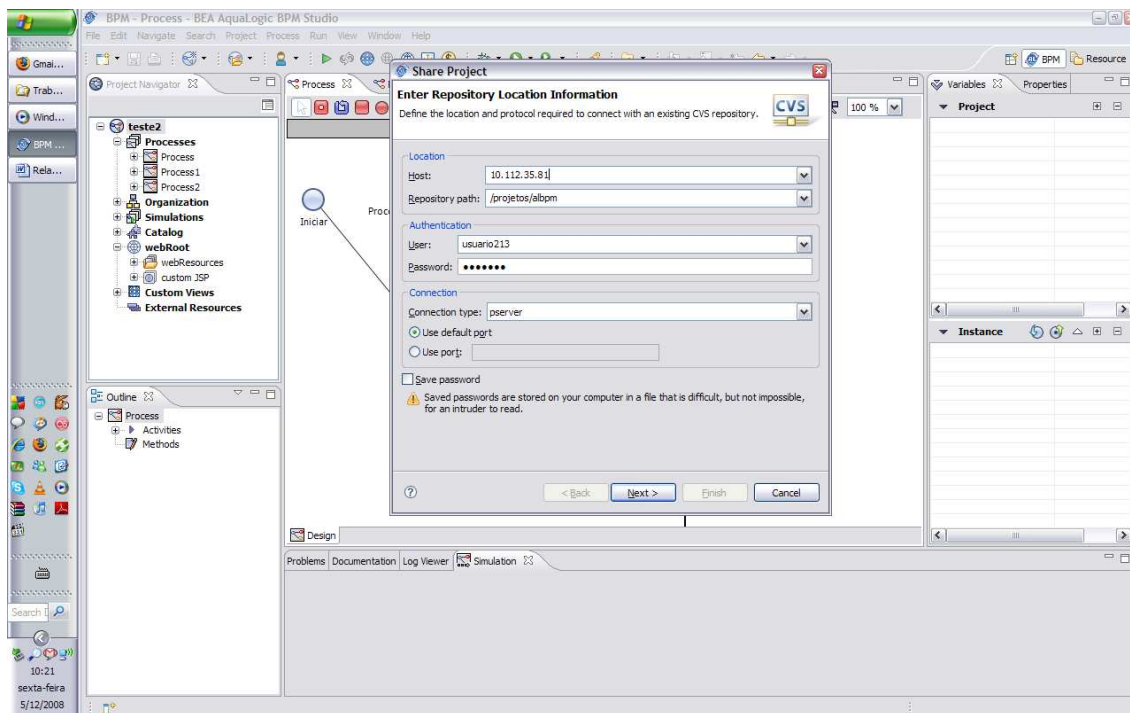 BPM - Process - BEA AquaLogic BPM Studio
File Edit Navigate Search Project Process Run View Window Help
BPM
Resource
Gmai...
Trab...
Wind...
BPM ...
Rela...
Project Navigator
teste2
Processes
Process
Process1
Process2
Organization
Simulations
Catalog
webRoot
webResources
custom JSP
Custom Views
External Resources
Outline
Process
Activities
Methods
Process
100 %
Iniciar
Proc
Share Project
Enter Repository Location Information
Define the location and protocol required to connect with an existing CVS repository.
CVS
Location
Host: 10.112.35.81
Repository path: /projetos/albpm
Authentication
User: usuario213
Password: •••••••
Connection
Connection type: pserver
Use default port
Use port:
Save password
Saved passwords are stored on your computer in a file that is difficult, but not impossible,
for an intruder to read.
< Back Next > Finish Cancel
Design
Problems Documentation Log Viewer Simulation
Variables Properties
Project
Instance
Search
10:21
sexta-feira
5/12/2008